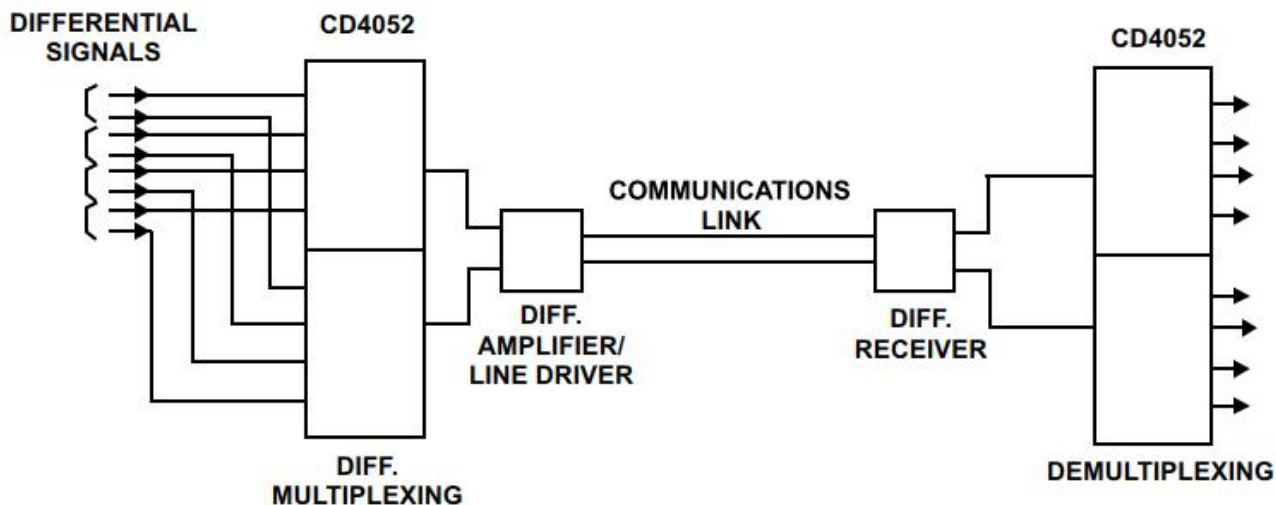 DIFFERENTIAL
SIGNALS
CD4052
CD4052
COMMUNICATIONS
LINK
DIFF.
AMPLIFIER/
LINE DRIVER
DIFF.
RECEIVER
DIFF.
MULTIPLEXING
DEMULTIPLEXING